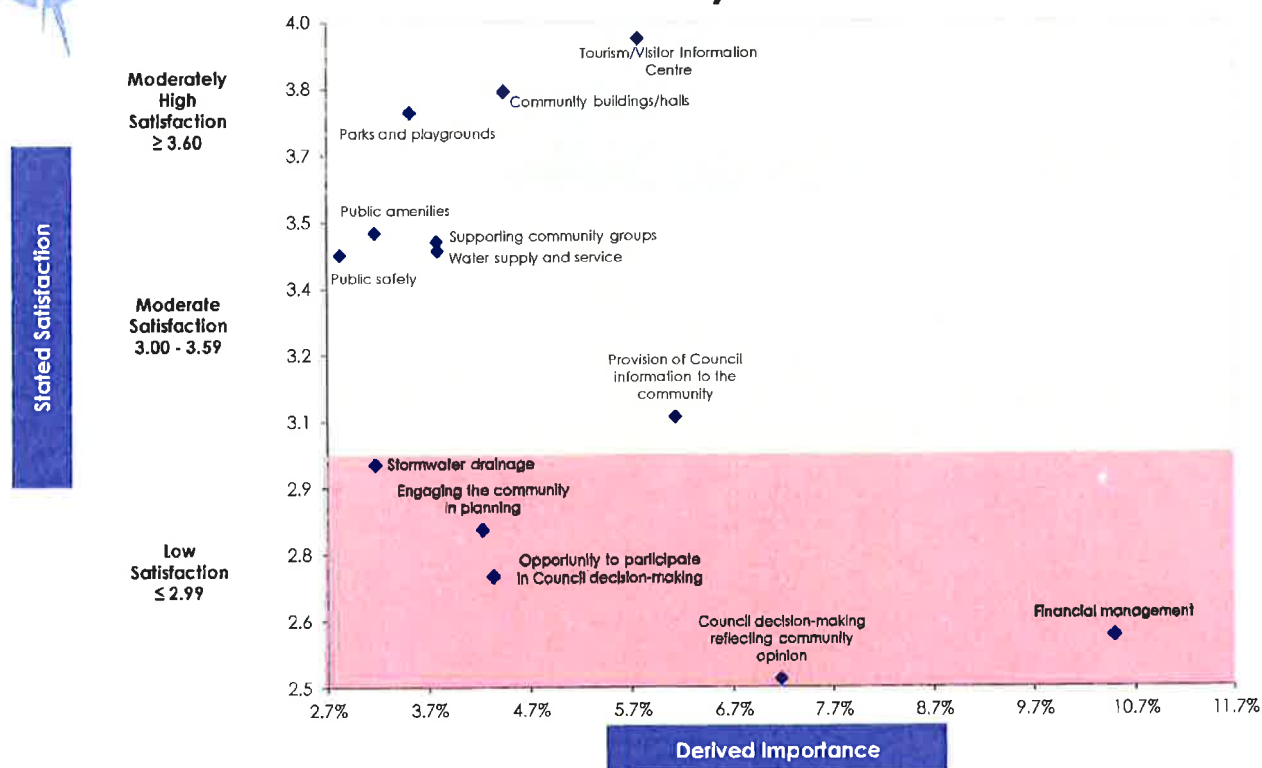 4.0
Tourism/Visitor Information
Centre
Moderately
High
Satisfaction
≥ 3.60
3.8
Community buildings/halls
Parks and playgrounds
3.7
Public amenities
3.5
Supporting community groups
Water supply and service
Public safety
3.4
Stated Satisfaction
Moderate
Satisfaction
3.00 - 3.59
3.2
Provision of Council
information to the
community
3.1
Stormwater drainage
2.9
Engaging the community
in planning
Low
Satisfaction
≤ 2.99
2.8
Opportunity to participate
in Council decision-making
2.6
Council decision-making
reflecting community
opinion
Financial management
2.5
2.7% 3.7% 4.7% 5.7% 6.7% 7.7% 8.7% 9.7% 10.7% 11.7%
Derived Importance